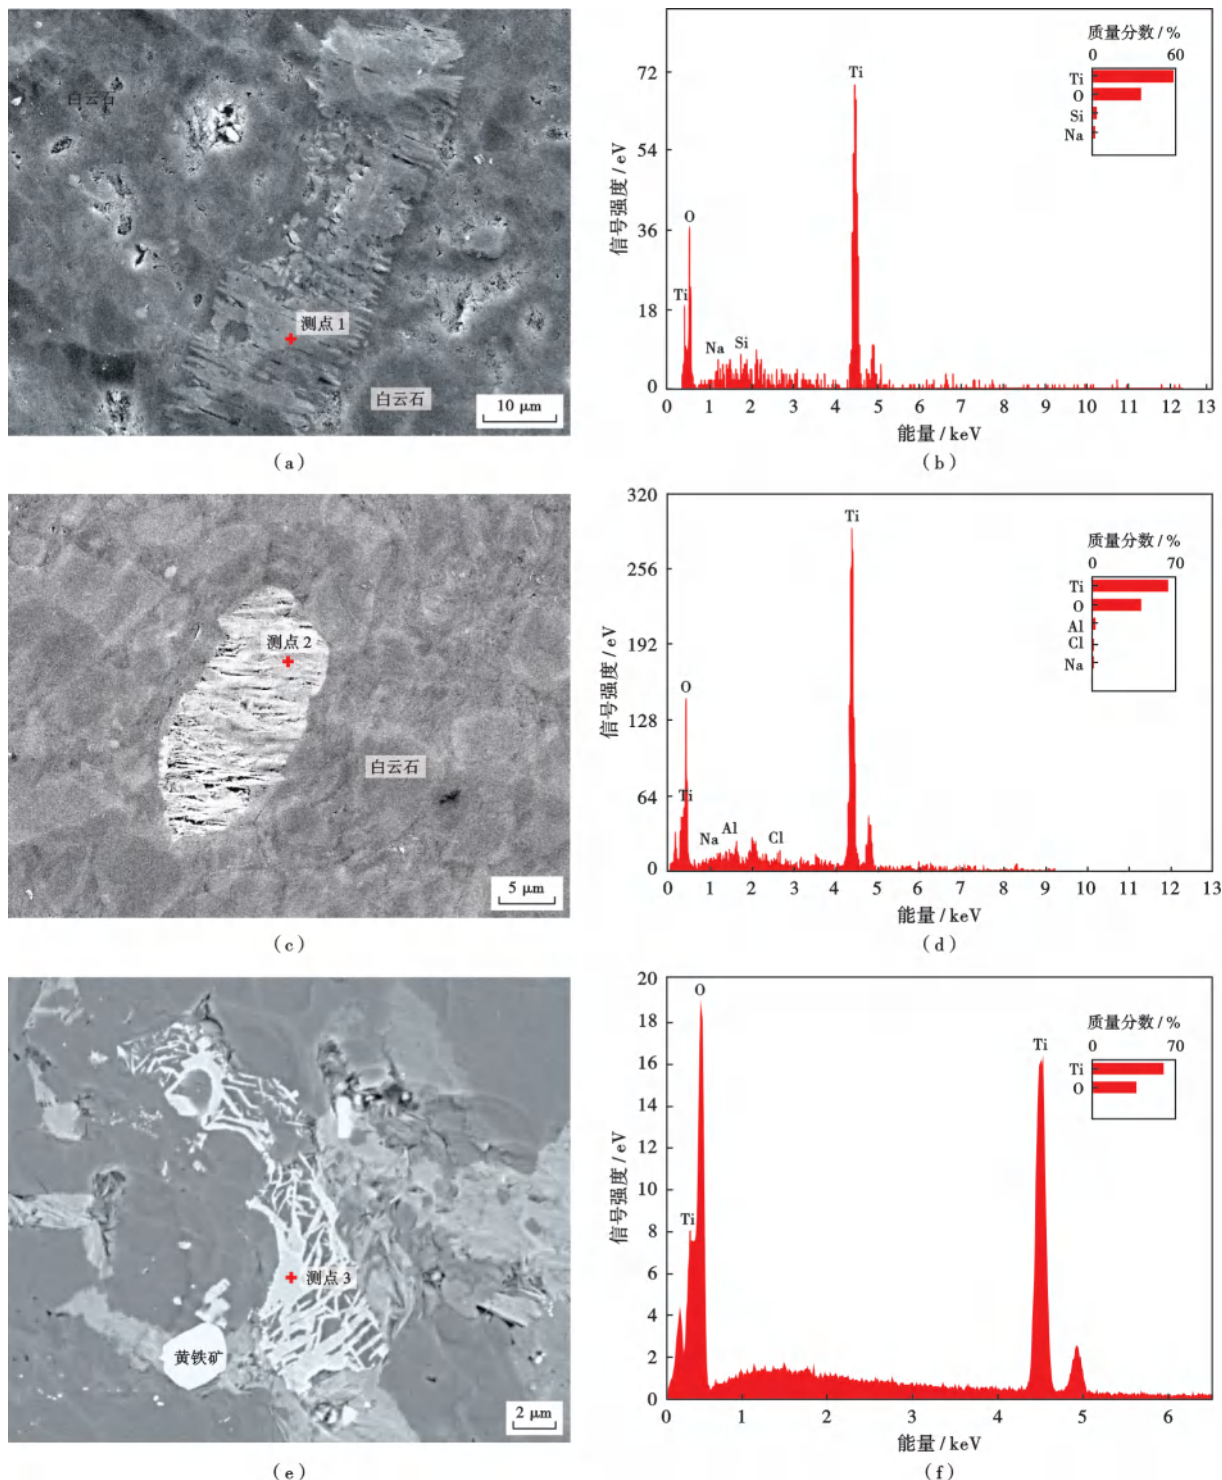 白云石
测点 1
白云石
10 μm
(a)
质量分数 / %
0 60
Ti
O
Si
Na
Ti
O
Ti
Na
Si
72
54
36
18
0
信号强度 / eV
0 1 2 3 4 5 6 7 8 9 10 11 12 13
能量 / keV
(b)
测点 2
白云石
5 μm
(c)
质量分数 / %
0 70
Ti
O
Al
Cl
Na
Ti
O
Ti
Na
Al
Cl
320
256
192
128
64
0
信号强度 / eV
0 1 2 3 4 5 6 7 8 9 10 11 12 13
能量 / keV
(d)
测点 3
黄铁矿
2 μm
(e)
质量分数 / %
0 70
Ti
O
O
Ti
Ti
20
18
16
14
12
10
8
6
4
2
0
信号强度 / eV
0 1 2 3 4 5 6
能量 / keV
(f)